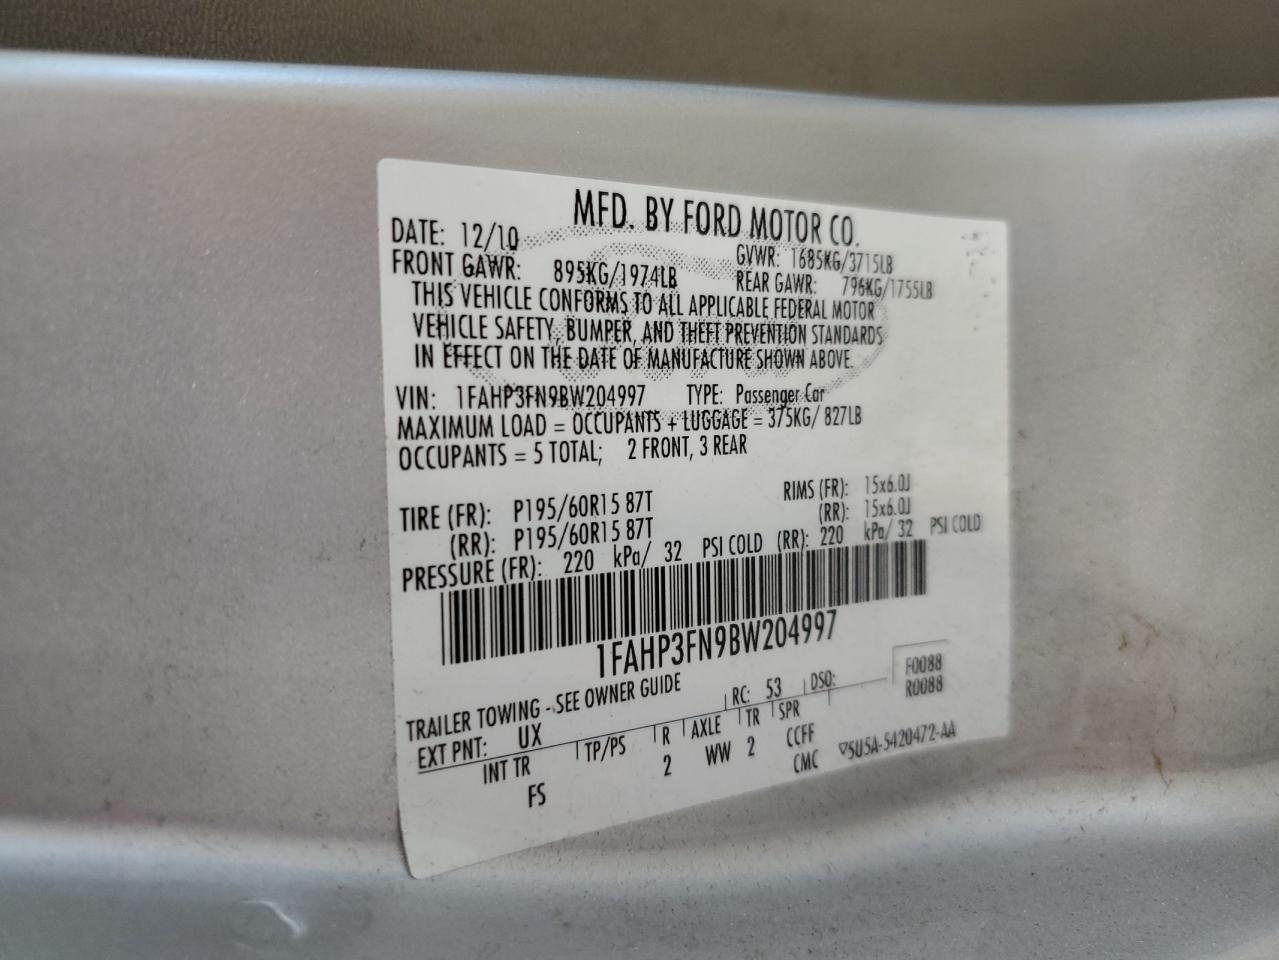 MFD. BY FORD MOTOR CO.
DATE: 12/10 GVWR: 1685KG/3715LB
FRONT GAWR: 895KG/1974LB REAR GAWR: 796KG/1755LB
THIS VEHICLE CONFORMS TO ALL APPLICABLE FEDERAL MOTOR
VEHICLE SAFETY, BUMPER, AND THEFT PREVENTION STANDARDS
IN EFFECT ON THE DATE OF MANUFACTURE SHOWN ABOVE.
VIN: 1FAHP3FN9BW204997 TYPE: Passenger Car
MAXIMUM LOAD = OCCUPANTS + LUGGAGE = 375KG/ 827LB
OCCUPANTS = 5 TOTAL; 2 FRONT, 3 REAR
TIRE (FR): P195/60R15 87T RIMS (FR): 15x6.0J
(RR): P195/60R15 87T (RR): 15x6.0J
PRESSURE (FR): 220 kPa/ 32 PSI COLD (RR): 220 kPa/ 32 PSI COLD
1FAHP3FN9BW204997
TRAILER TOWING - SEE OWNER GUIDE
F0088
R0088
EXT PNT: UX RC: 53 DSO:
INT TR TP/PS R AXLE TR SPR
FS 2 WW 2 CCFF
CMC
▽5U5A-5420472-AA